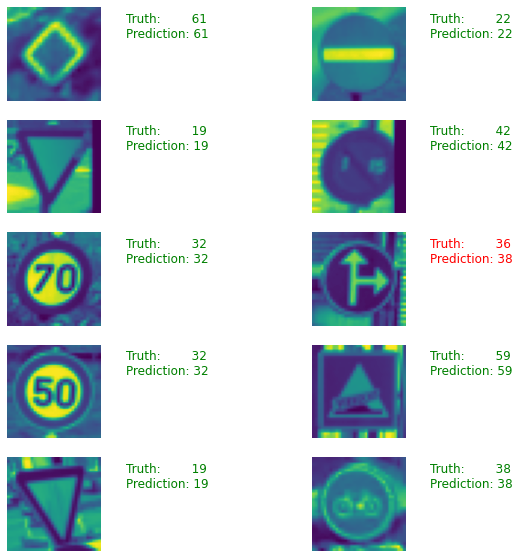 Truth: 61
Prediction: 61
Truth: 22
Prediction: 22
Truth: 19
Prediction: 19
Truth: 42
Prediction: 42
70
Truth: 32
Prediction: 32
Truth: 36
Prediction: 38
50
Truth: 32
Prediction: 32
Truth: 59
Prediction: 59
Truth: 19
Prediction: 19
Truth: 38
Prediction: 38